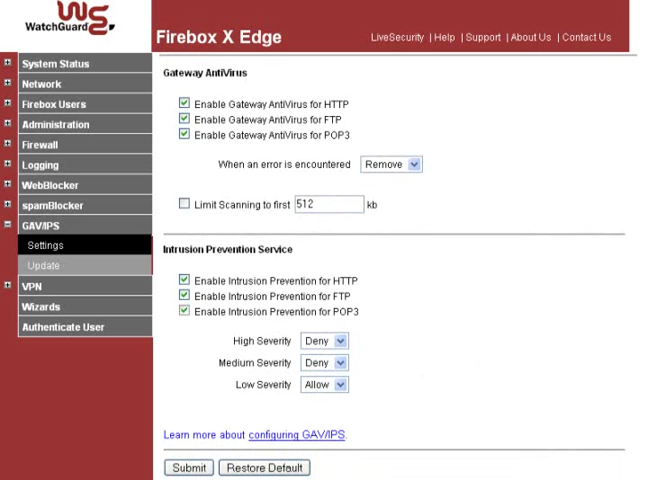 WatchGuard
Firebox X Edge
LiveSecurity | Help | Support | About Us | Contact Us
System Status
Network
Firebox Users
Administration
Firewall
Logging
WebBlocker
spamBlocker
GAV/IPS
Settings
Update
VPN
Wizards
Authenticate User
Gateway AntiVirus
Enable Gateway AntiVirus for HTTP
Enable Gateway AntiVirus for FTP
Enable Gateway AntiVirus for POP3
When an error is encountered Remove
Limit Scanning to first 512 kb
Intrusion Prevention Service
Enable Intrusion Prevention for HTTP
Enable Intrusion Prevention for FTP
Enable Intrusion Prevention for POP3
High Severity Deny
Medium Severity Deny
Low Severity Allow
Learn more about configuring GAV/IPS.
Submit Restore Default